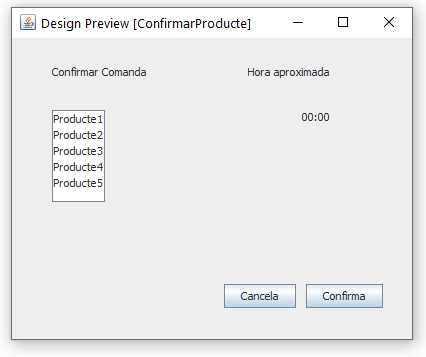 Design Preview [ConfirmarProducte]
Confirmar Comanda
Hora aproximada
Producte1
Producte2
Producte3
Producte4
Producte5
00:00
Cancela
Confirma